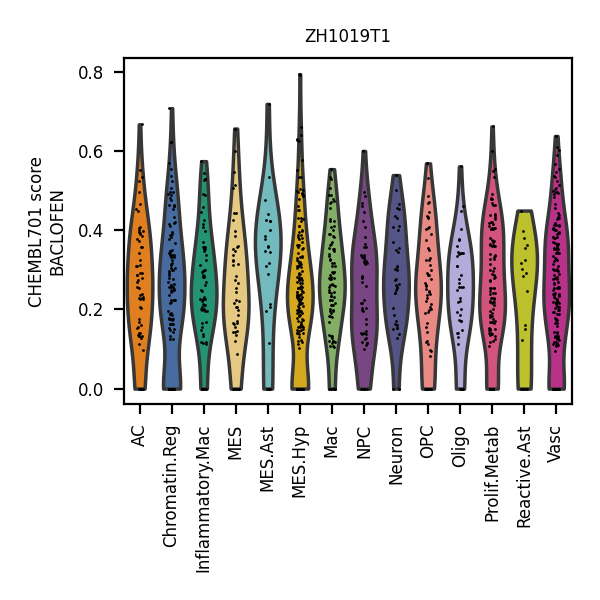 ZH1019T1
CHEMBL701 score
BACLOFEN
0.8
0.6
0.4
0.2
0.0
AC
Chromatin.Reg
Inflammatory.Mac
MES
MES.Ast
MES.Hyp
Mac
NPC
Neuron
OPC
Oligo
Prolif.Metab
Reactive.Ast
Vasc